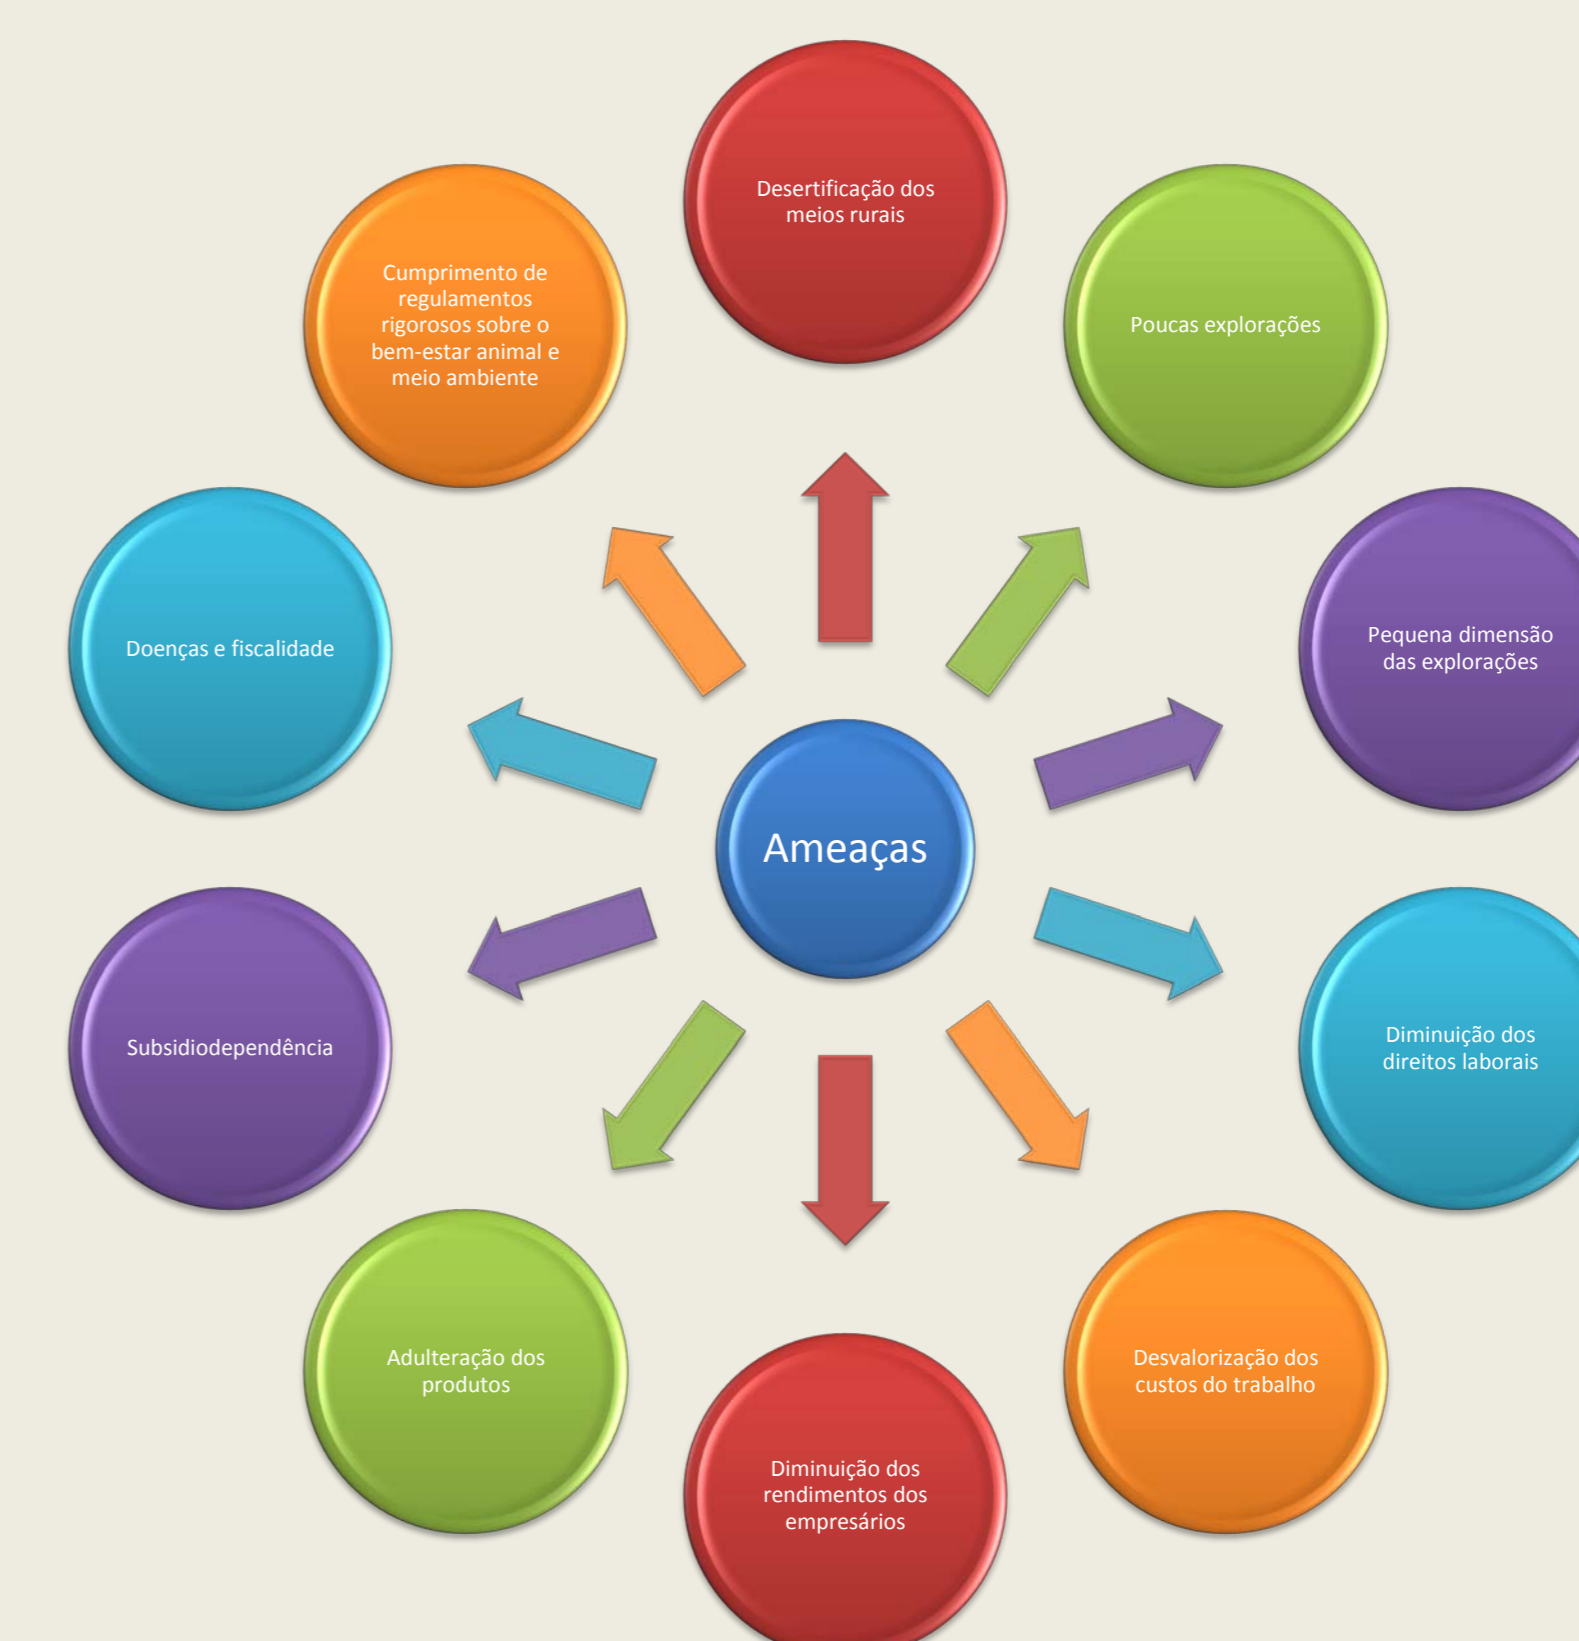 Desertificação dos
meios rurais
Poucas explorações
Pequena dimensão
das explorações
Diminuição dos
direitos laborais
Desvalorização dos
custos do trabalho
Diminuição dos
rendimentos dos
empresários
Adulteração dos
produtos
Subsidiodependência
Doenças e fiscalidade
Cumprimento de
regulamentos
rigorosos sobre o
bem-estar animal e
meio ambiente
Ameaças